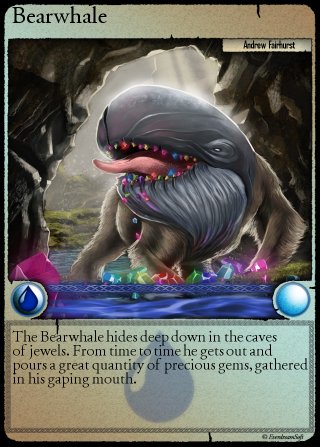 Bearwhale
Andrew Fairhurst
The Bearwhale hides deep down in the caves
of jewels. From time to time he gets out and
pours a great quantity of precious gems, gathered
in his gaping mouth.
© EverdreamSoft